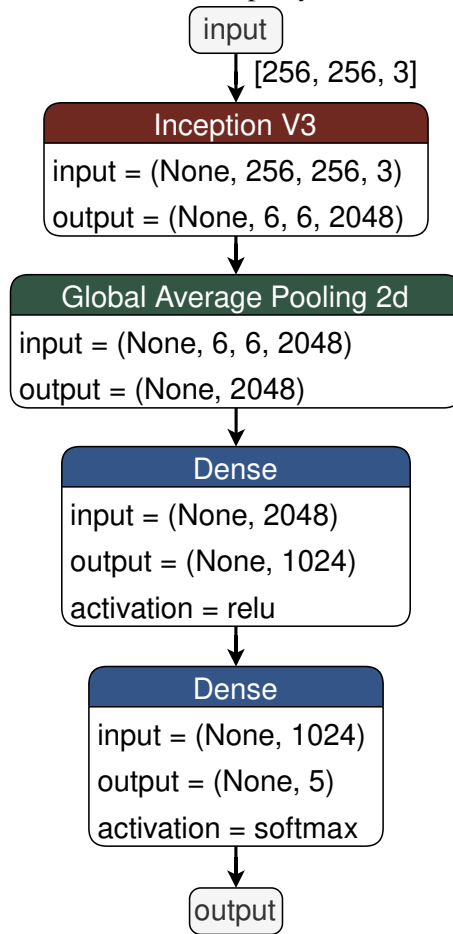 input
[256, 256, 3]
Inception V3
input = (None, 256, 256, 3)
output = (None, 6, 6, 2048)
Global Average Pooling 2d
input = (None, 6, 6, 2048)
output = (None, 2048)
Dense
input = (None, 2048)
output = (None, 1024)
activation = relu
Dense
input = (None, 1024)
output = (None, 5)
activation = softmax
output